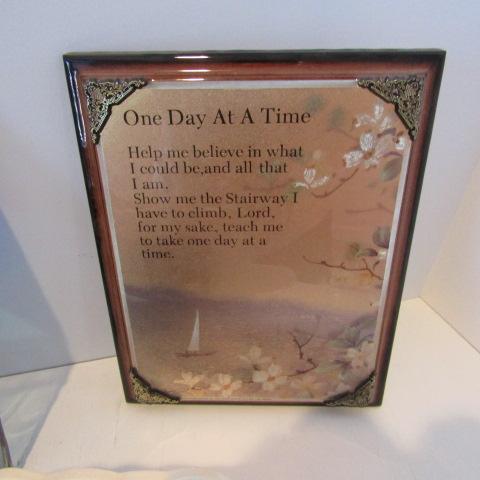 One Day At A Time
Help me believe in what
I could be,and all that
I am.
Show me the Stairway I
have to climb, Lord,
for my sake, teach me
to take one day at a
time.